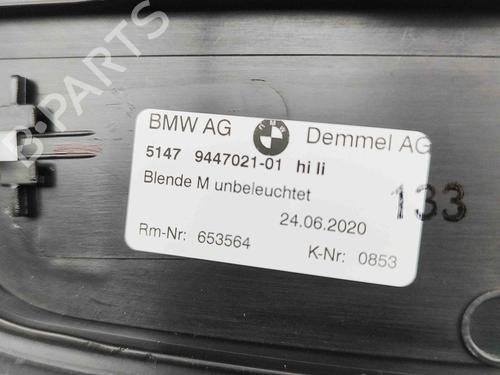 B-PARTS
BMW AG
Demmel AG
5147 9447021-01 hi li
Blende M unbeleuchtet
133
24.06.2020
Rm-Nr: 653564
K-Nr: 0853